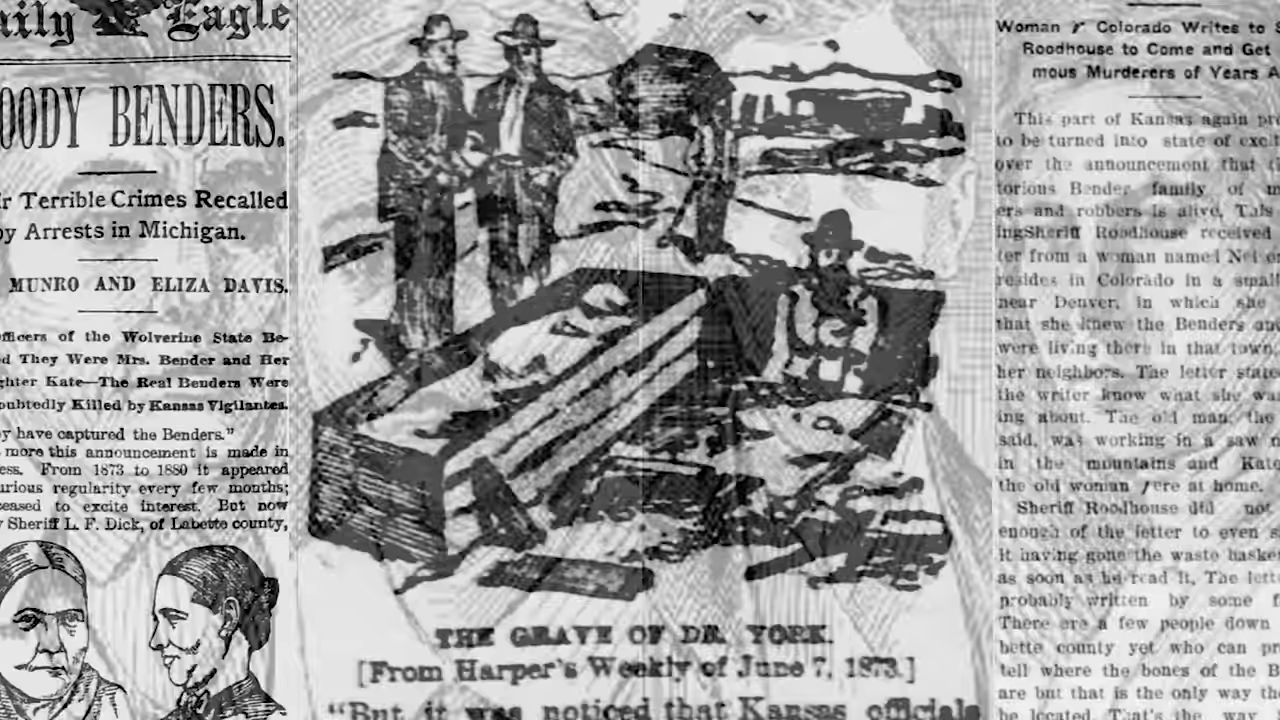 aily Eagle
OODY BENDERS.
r Terrible Crimes Recalled
by Arrests in Michigan.
MUNRO AND ELIZA DAVIS.
fficers of the Wolverine State Be-
d They Were Mrs. Bender and Her
ghter Kate—The Real Benders Were
oubtedly Killed by Kansas Vigilantes.
y have captured the Benders."
more this announcement is made in
ess. From 1873 to 1880 it appeared
urious regularity every few months;
ceased to excite interest. But now
y Sheriff L. F. Dick, of Labette county,
THE GRAVE OF DR. YORK.
[From Harper's Weekly of June 7, 1873.]
"But it was noticed that Kansas officials
Woman Colorado Writes to S
Roodhouse to Come and Get
mous Murderers of Years A
This part of Kansas again pr
to be turned into state of exci
over the announcement that t
torious Bender family of m
ers and robbers is alive. This
ingSheriff Roodhouse received
ter from a woman named
resides in Colorado in a small
near Denver, in which she
that she knew the Benders an
were living there in that town,
her neighbors. The letter state
the writer know what she wa
ing about. The old man, the
said, was working in a saw m
in the mountains and Kate
the old woman were at home.
Sheriff Roodhouse did not
enough of the letter to even s
it having gone the waste basket
as soon as he read it. The lett
probably written by some f
There are a few people down
bette county yet who can pr
tell where the bones of the B
are but that is the only way th
be located. That's the way